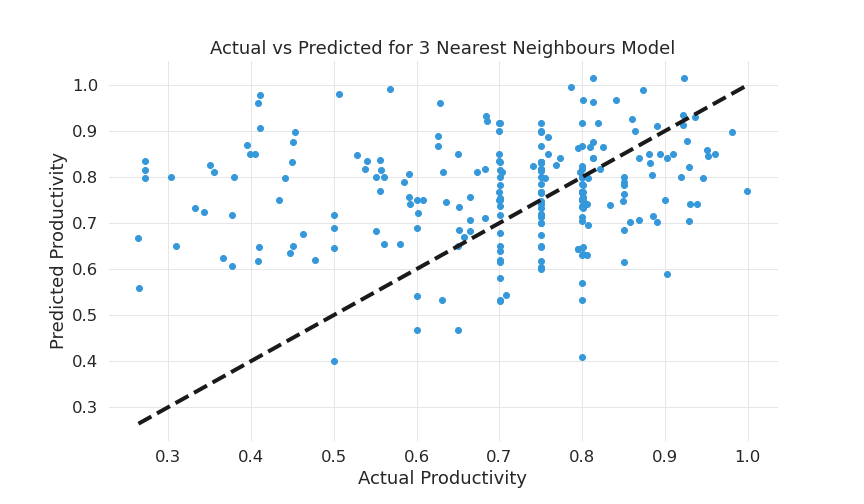 Actual vs Predicted for 3 Nearest Neighbours Model
1.0
0.9
0.8
0.7
0.6
0.5
0.4
0.3
Predicted Productivity
0.3 0.4 0.5 0.6 0.7 0.8 0.9 1.0
Actual Productivity